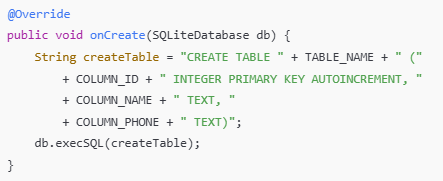 @Override
public void onCreate(SQLiteDatabase db) {
    String createTable = "CREATE TABLE " + TABLE_NAME + " ("
        + COLUMN_ID + " INTEGER PRIMARY KEY AUTOINCREMENT, "
        + COLUMN_NAME + " TEXT, "
        + COLUMN_PHONE + " TEXT)";
    db.execSQL(createTable);
}